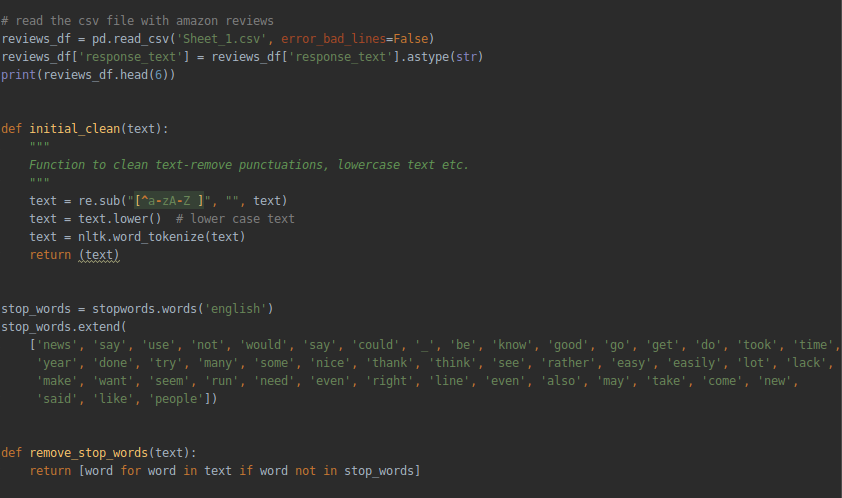 # read the csv file with amazon reviews
reviews_df = pd.read_csv('Sheet_1.csv', error_bad_lines=False)
reviews_df['response_text'] = reviews_df['response_text'].astype(str)
print(reviews_df.head(6))
def initial_clean(text):
"""
Function to clean text-remove punctuations, lowercase text etc.
"""
text = re.sub("[^a-zA-Z ]", "", text)
text = text.lower()  # lower case text
text = nltk.word_tokenize(text)
return (text)
stop_words = stopwords.words('english')
stop_words.extend(
['news', 'say', 'use', 'not', 'would', 'say', 'could', '_', 'be', 'know', 'good', 'go', 'get', 'do', 'took', 'time',
'year', 'done', 'try', 'many', 'some', 'nice', 'thank', 'think', 'see', 'rather', 'easy', 'easily', 'lot', 'lack',
'make', 'want', 'seem', 'run', 'need', 'even', 'right', 'line', 'even', 'also', 'may', 'take', 'come', 'new',
'said', 'like', 'people'])
def remove_stop_words(text):
return [word for word in text if word not in stop_words]